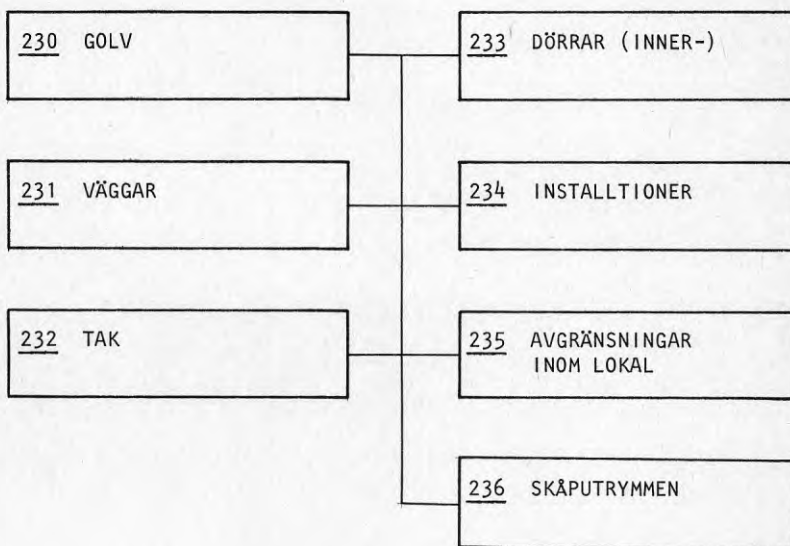 230 GOLV
231 VÄGGAR
232 TAK
233 DÖRRAR (INNER-)
234 INSTALLTIONER
235 AVGRÄNSNINGAR
INOM LOKAL
236 SKÅPUTRYMMEN